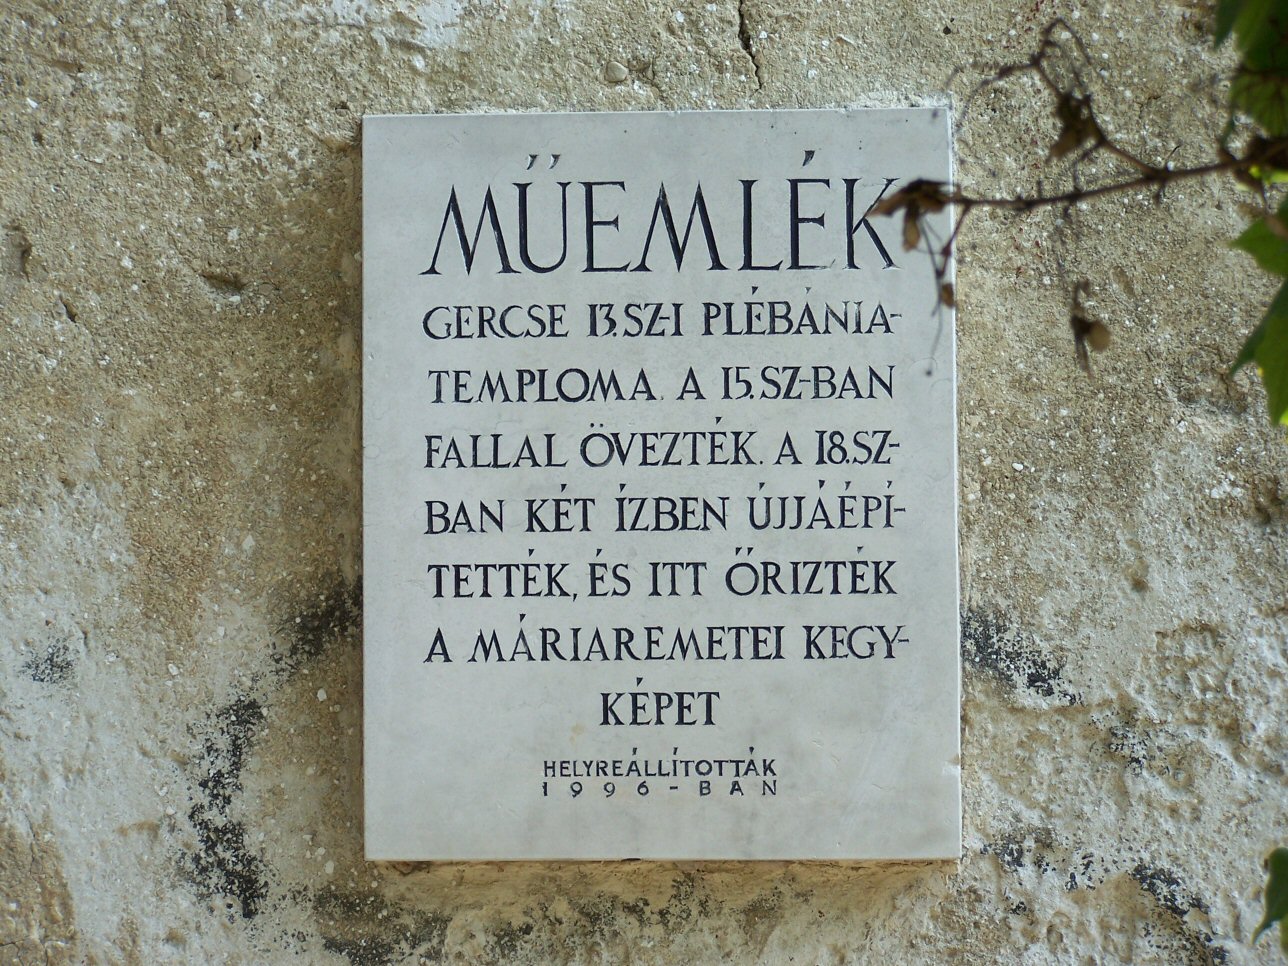 MŰEMLÉK
GERCSE 13.SZ-I PLÉBÁNIA-
TEMPLOMA. A 15.SZ-BAN
FALLAL ÖVEZTÉK. A 18.SZ-
BAN KÉT ÍZBEN ÚJJÁÉPÍ-
TETTÉK, ÉS ITT ŐRIZTÉK
A MÁRIAREMETEI KEGY-
KÉPET
HELYREÁLLÍTOTTÁK
1996-BAN